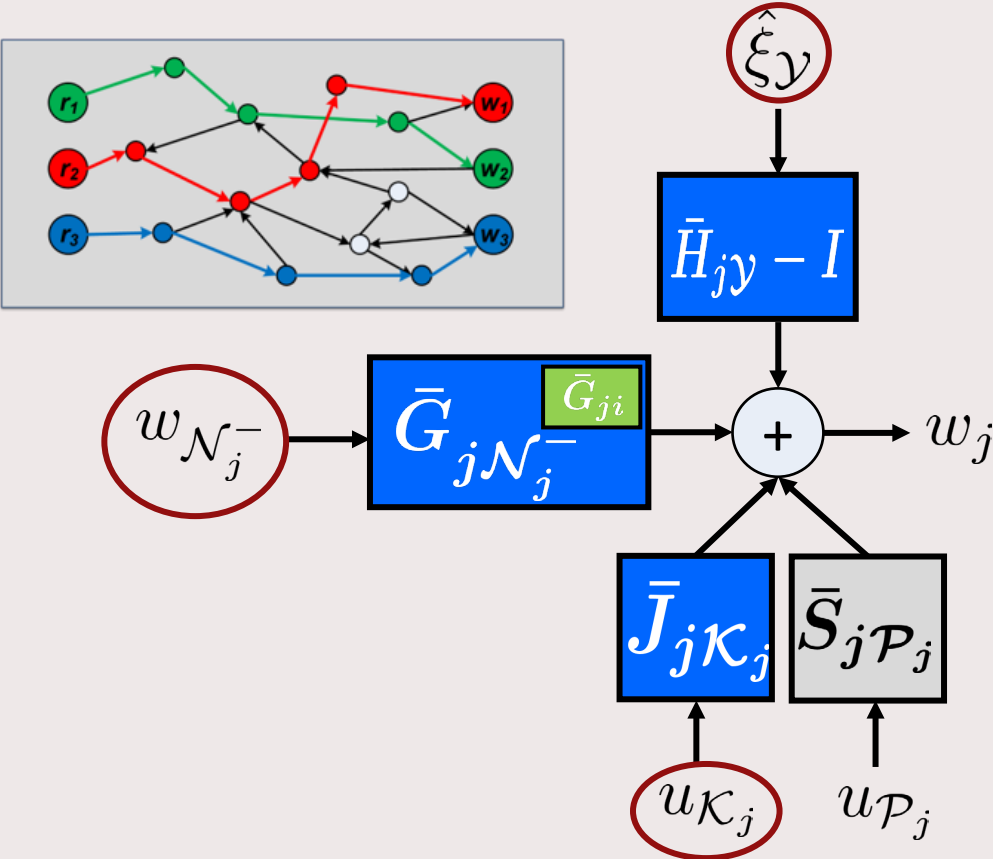 r₁
r₂
r₃
w₁
w₂
w₃
ξ̂_𝒴
H̄_{j𝒴} − I
w_{𝒩_j^−}
Ḡ_{j𝒩_j^−}
Ḡ_{ji}
+
w_j
J̄_{j𝒦_j}
S̄_{j𝒫_j}
u_{𝒦_j}
u_{𝒫_j}